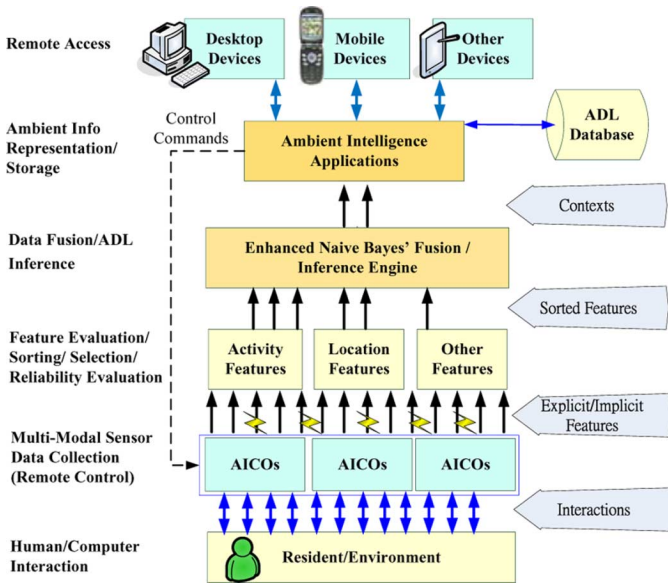 Remote Access
Desktop
Devices
Mobile
Devices
Other
Devices
Control
Commands
Ambient Info
Representation/
Storage
Ambient Intelligence
Applications
ADL
Database
Contexts
Data Fusion/ADL
Inference
Enhanced Naive Bayes' Fusion /
Inference Engine
Sorted Features
Feature Evaluation/
Sorting/ Selection/
Reliability Evaluation
Activity
Features
Location
Features
Other
Features
Explicit/Implicit
Features
Multi-Modal Sensor
Data Collection
(Remote Control)
AICOs
AICOs
AICOs
Interactions
Human/Computer
Interaction
Resident/Environment